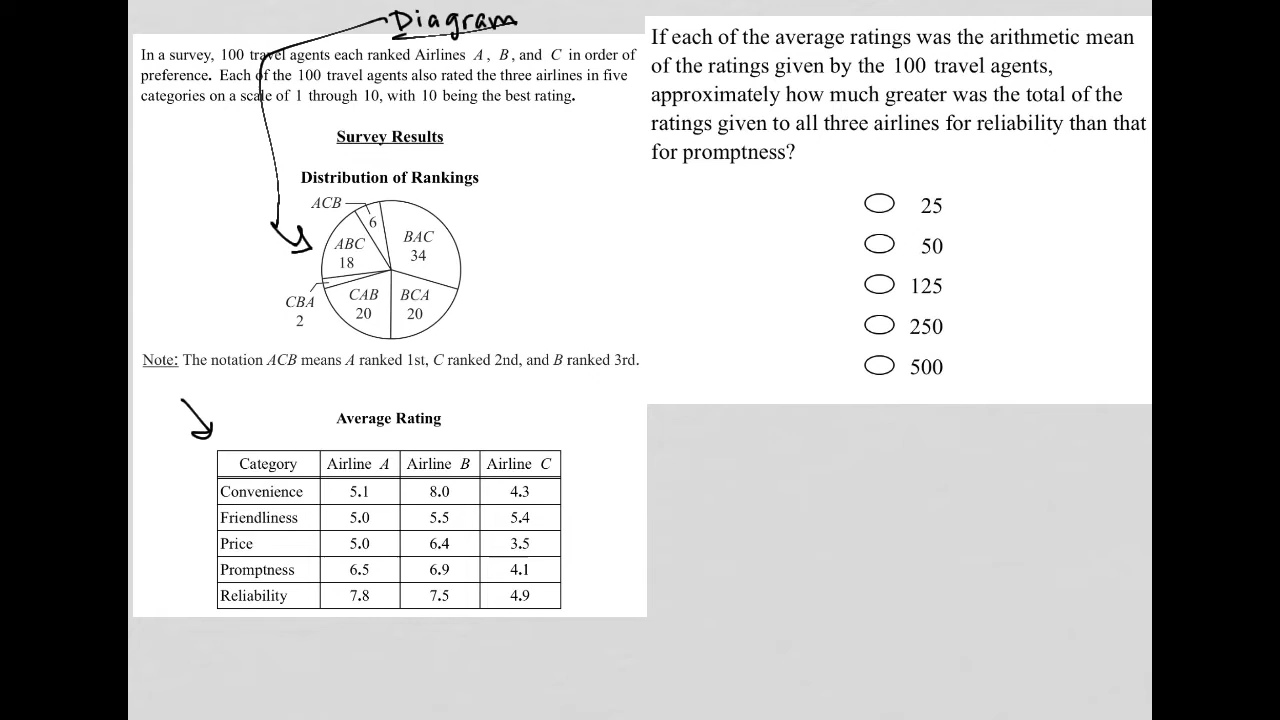 Diagram
In a survey, 100 travel agents each ranked Airlines A, B, and C in order of
preference. Each of the 100 travel agents also rated the three airlines in five
categories on a scale of 1 through 10, with 10 being the best rating.
Survey Results
Distribution of Rankings
ACB
6
BAC
34
ABC
18
CBA
2
CAB
20
BCA
20
Note: The notation ACB means A ranked 1st, C ranked 2nd, and B ranked 3rd.
Average Rating
Category Airline A Airline B Airline C
Convenience 5.1 8.0 4.3
Friendliness 5.0 5.5 5.4
Price 5.0 6.4 3.5
Promptness 6.5 6.9 4.1
Reliability 7.8 7.5 4.9
If each of the average ratings was the arithmetic mean
of the ratings given by the 100 travel agents,
approximately how much greater was the total of the
ratings given to all three airlines for reliability than that
for promptness?
25
50
125
250
500